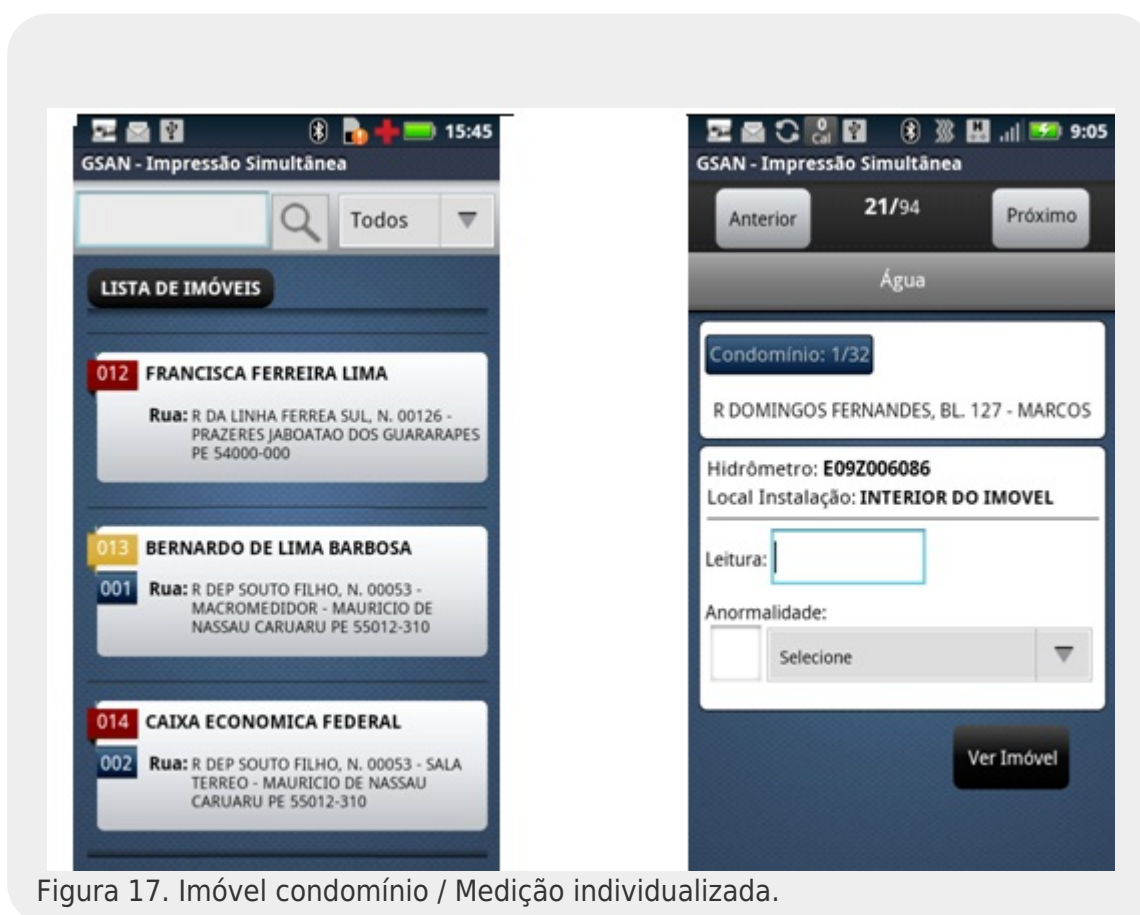 15:45
GSAN - Impressão Simultânea
Todos
LISTA DE IMÓVEIS
012 FRANCISCA FERREIRA LIMA
Rua: R DA LINHA FERREA SUL, N. 00126 -
PRAZERES JABOATAO DOS GUARARAPES
PE 54000-000
013 BERNARDO DE LIMA BARBOSA
001 Rua: R DEP SOUTO FILHO, N. 00053 -
MACROMEDIDOR - MAURICIO DE
NASSAU CARUARU PE 55012-310
014 CAIXA ECONOMICA FEDERAL
002 Rua: R DEP SOUTO FILHO, N. 00053 - SALA
TERREO - MAURICIO DE NASSAU
CARUARU PE 55012-310
0 Cal H 9:05
GSAN - Impressão Simultânea
Anterior 21/94 Próximo
Água
Condomínio: 1/32
R DOMINGOS FERNANDES, BL. 127 - MARCOS
Hidrômetro: E09Z006086
Local Instalação: INTERIOR DO IMOVEL
Leitura:
Anormalidade:
Selecione
Ver Imóvel
Figura 17. Imóvel condomínio / Medição individualizada.